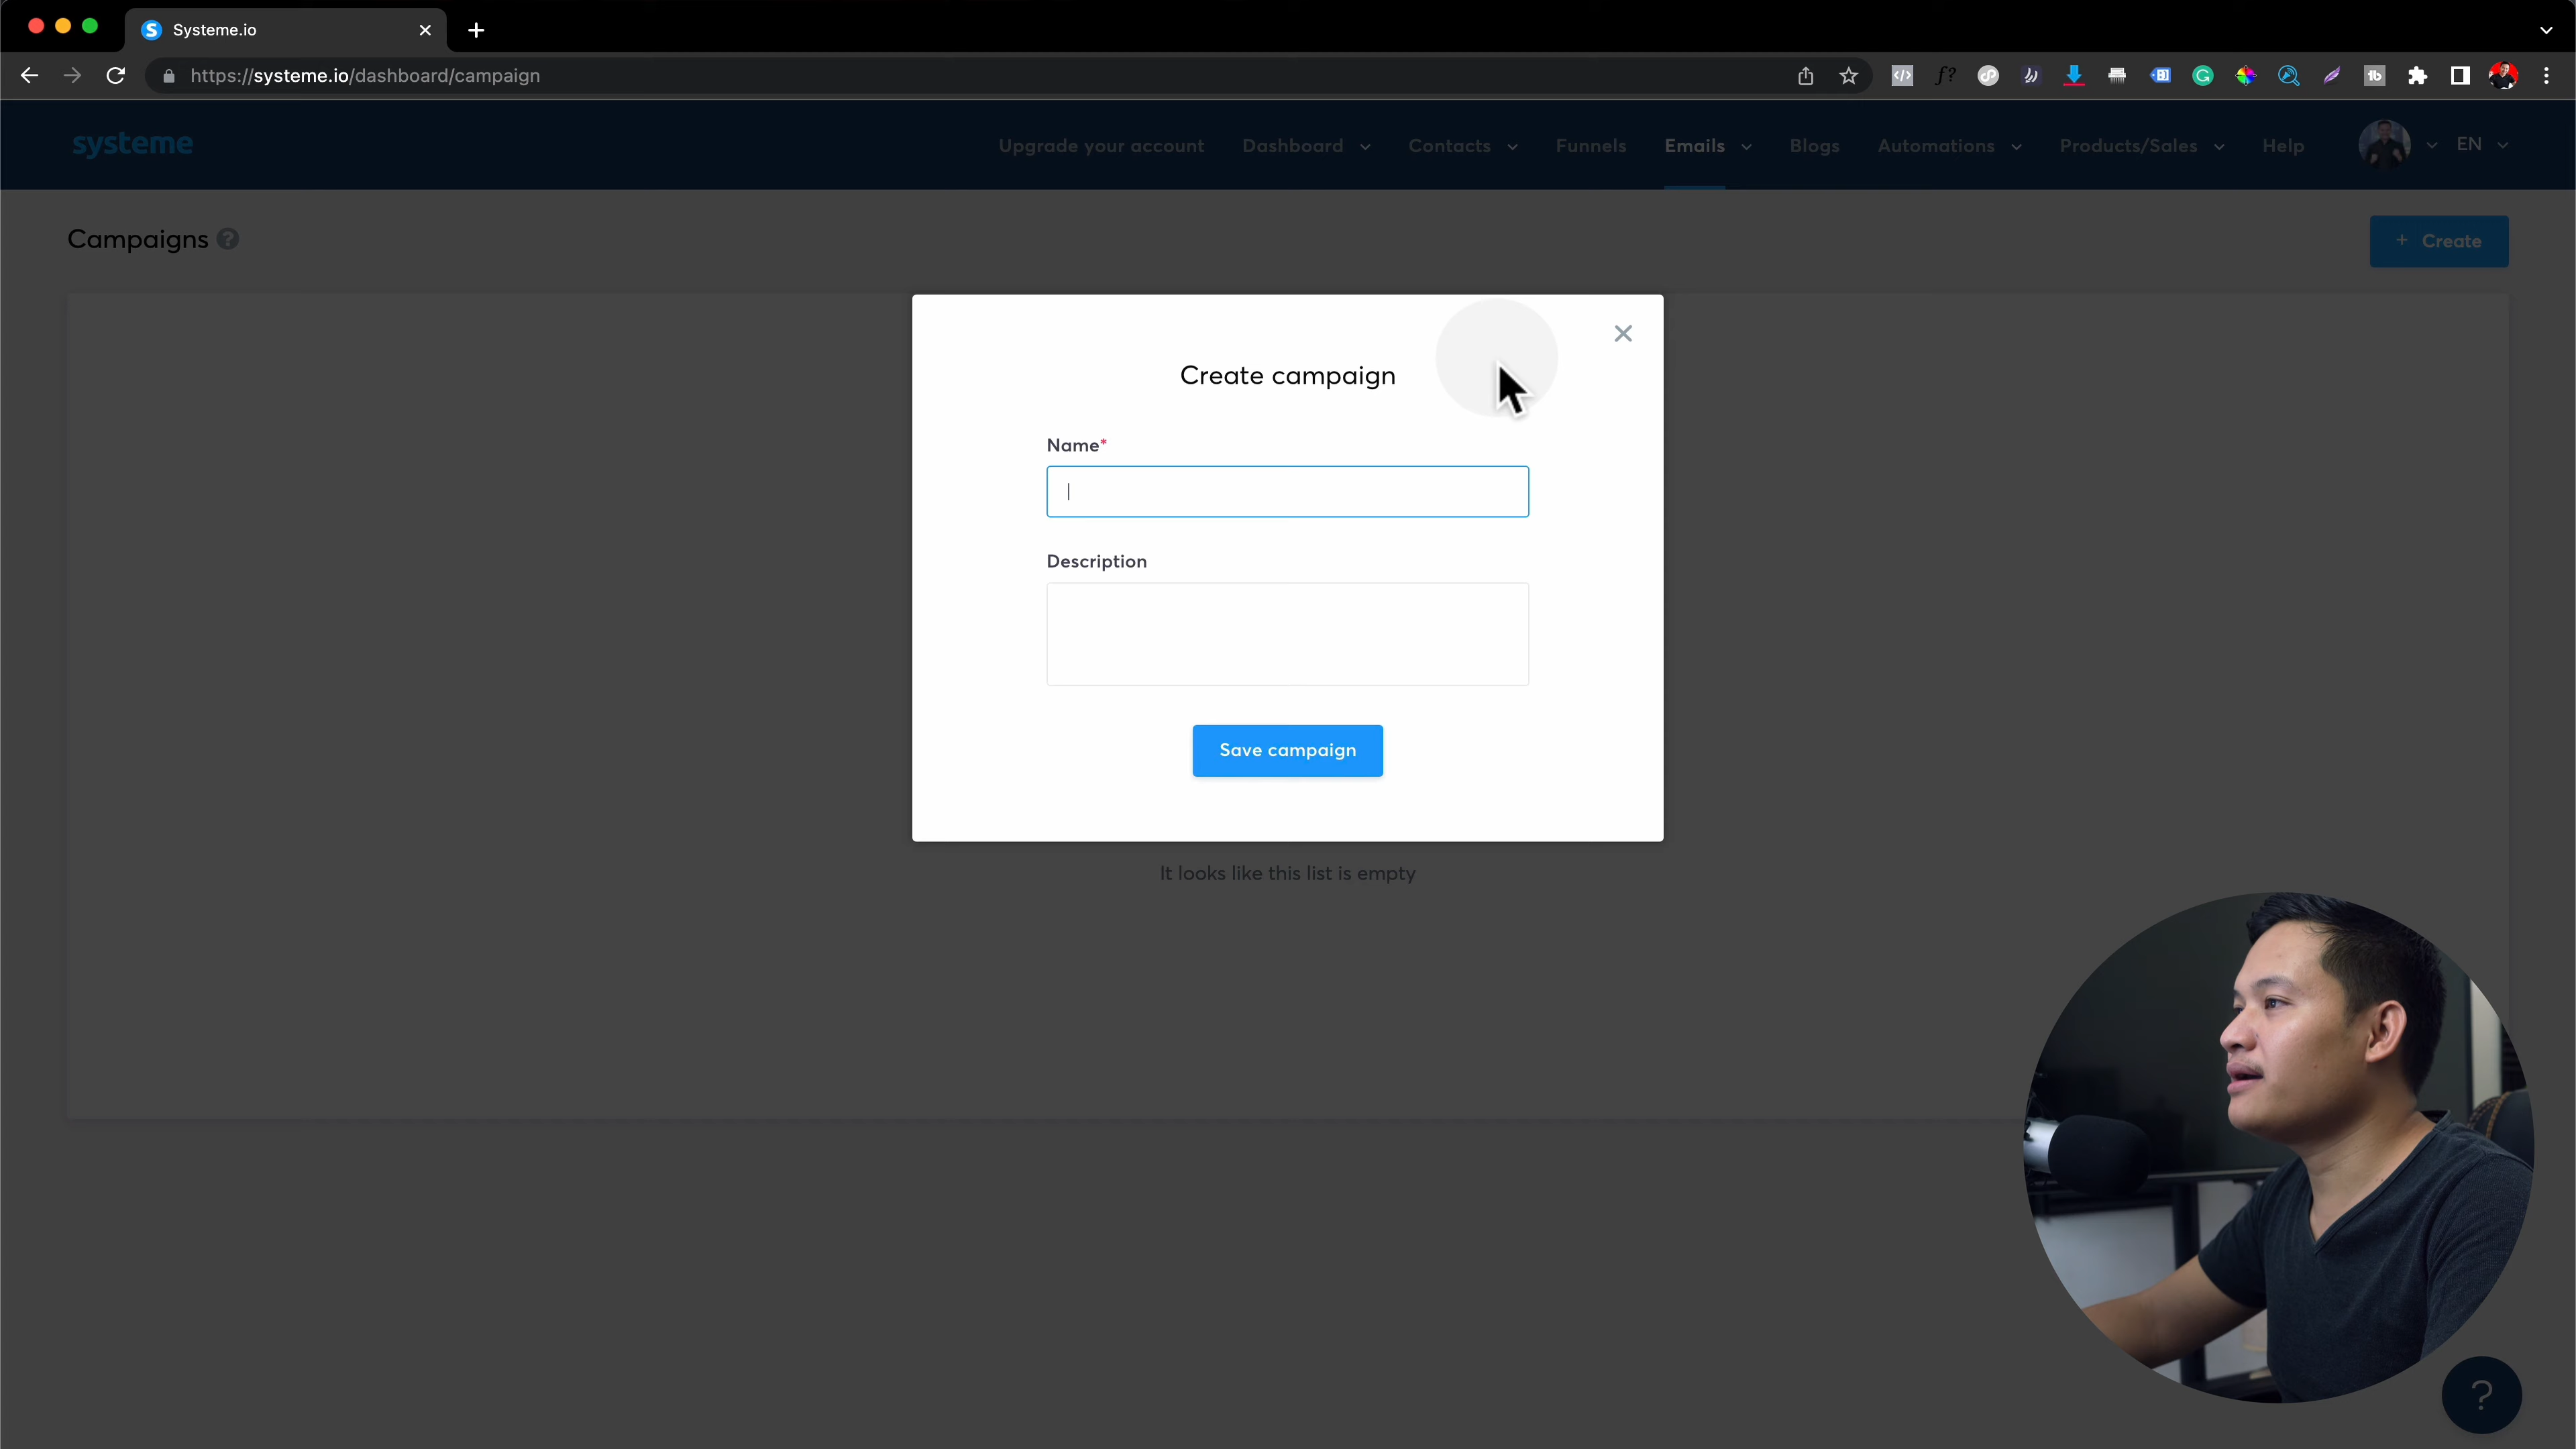 Systeme.io
https://systeme.io/dashboard/campaign
systeme
Upgrade your account Dashboard Contacts Funnels Emails Blogs Automations Products/Sales Help EN
Campaigns ?
+ Create
Create campaign
Name*
Description
Save campaign
It looks like this list is empty
?